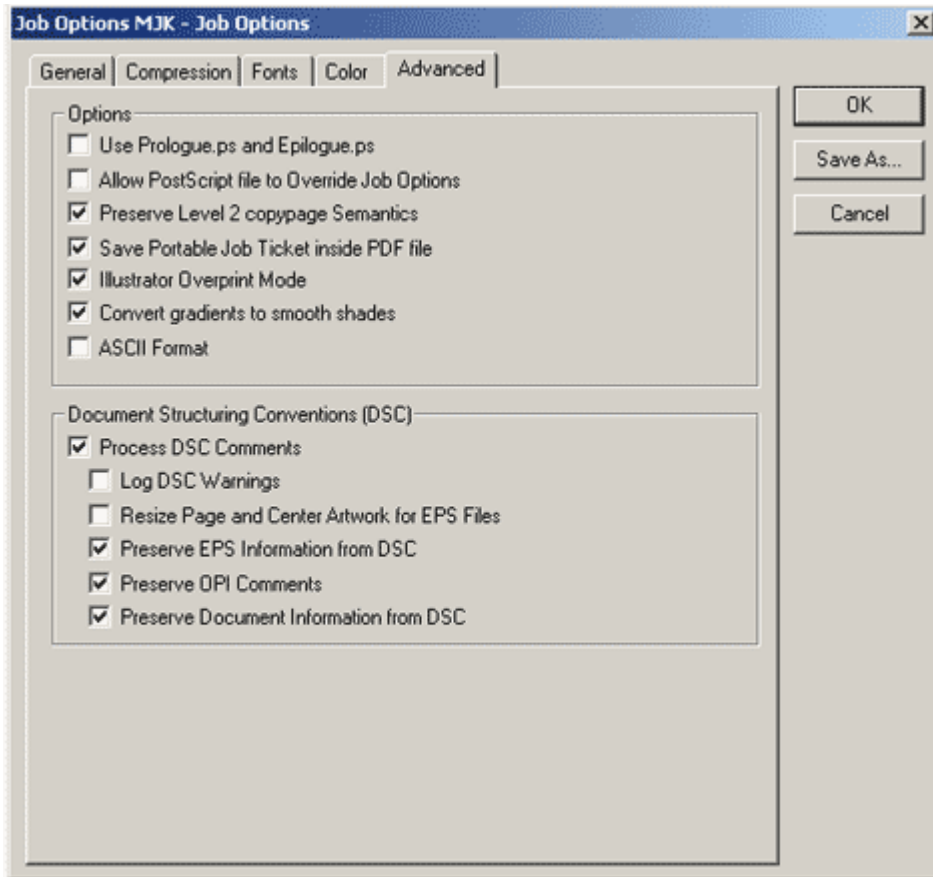 Job Options MJK - Job Options
General Compression Fonts Color Advanced
Options
Use Prologue.ps and Epilogue.ps
Allow PostScript file to Override Job Options
Preserve Level 2 copypage Semantics
Save Portable Job Ticket inside PDF file
Illustrator Overprint Mode
Convert gradients to smooth shades
ASCII Format
Document Structuring Conventions (DSC)
Process DSC Comments
Log DSC Warnings
Resize Page and Center Artwork for EPS Files
Preserve EPS Information from DSC
Preserve OPI Comments
Preserve Document Information from DSC
OK
Save As...
Cancel